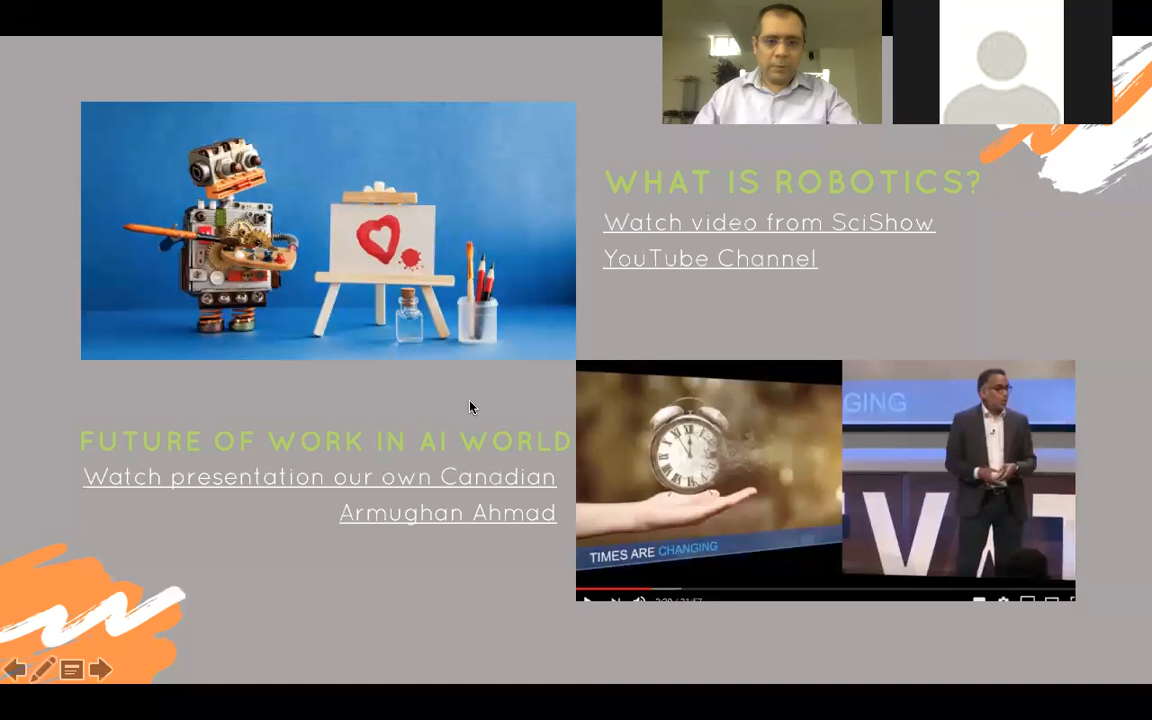 WHAT IS ROBOTICS?
Watch video from SciShow
YouTube Channel
FUTURE OF WORK IN AI WORLD
Watch presentation our own Canadian
Armughan Ahmad
TIMES ARE CHANGING
GING